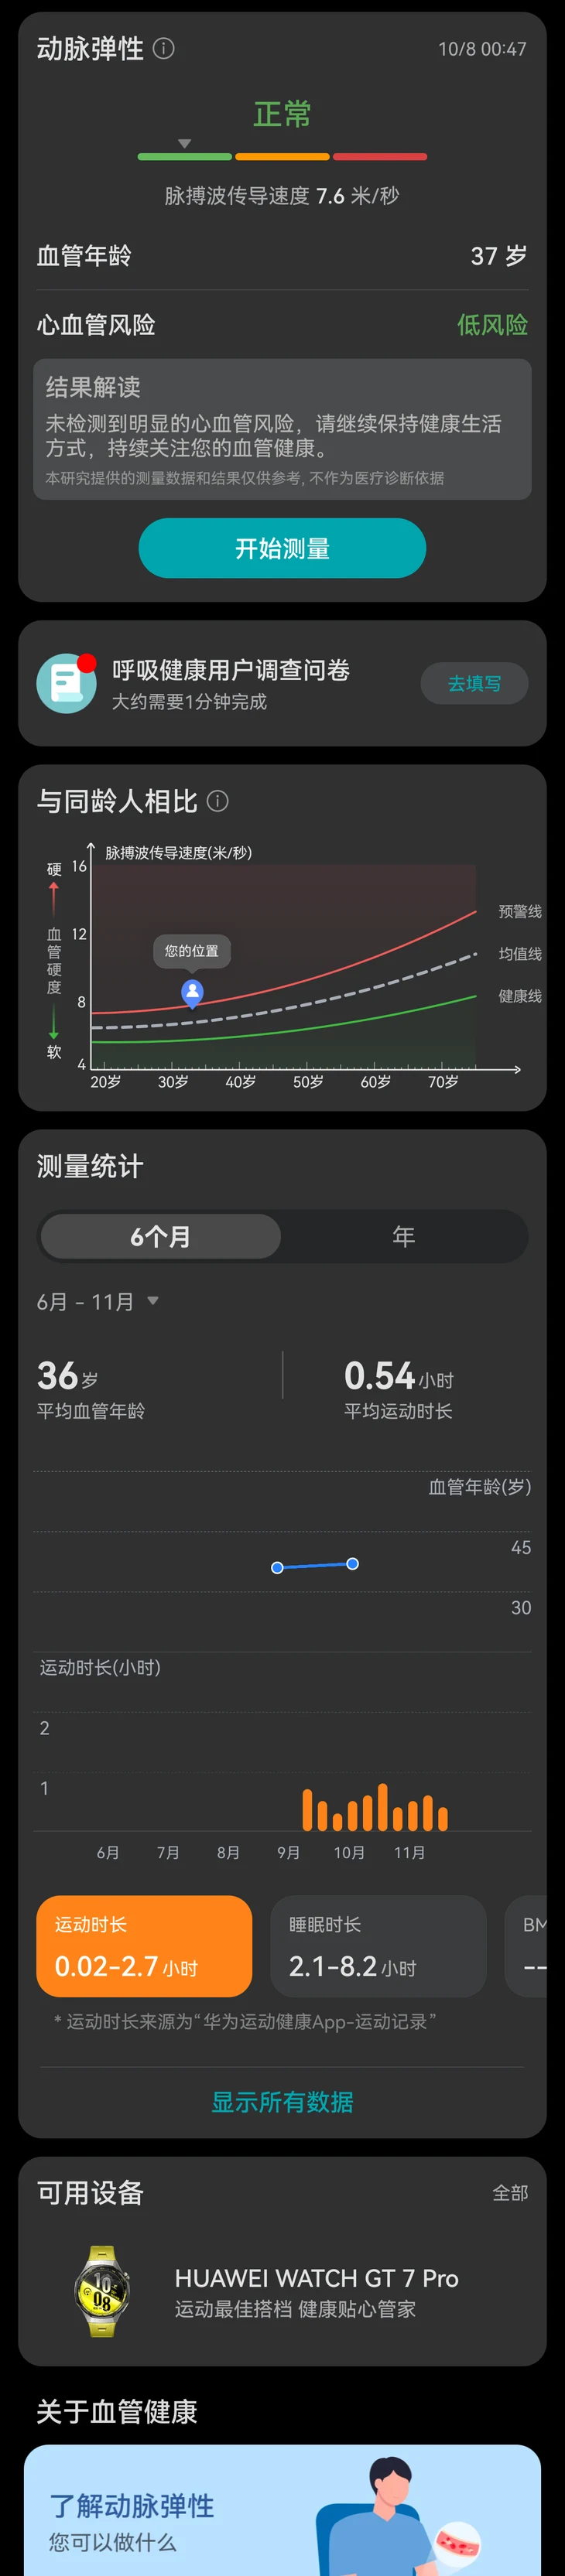 动脉弹性
10/8 00:47
正常
脉搏波传导速度 7.6 米/秒
血管年龄
37 岁
心血管风险
低风险
结果解读
未检测到明显的心血管风险，请继续保持健康生活
方式，持续关注您的血管健康。
本研究提供的测量数据和结果仅供参考, 不作为医疗诊断依据
开始测量
呼吸健康用户调查问卷
大约需要1分钟完成
去填写
与同龄人相比
脉搏波传导速度(米/秒)
硬
血管硬度
软
16
12
8
4
您的位置
预警线
均值线
健康线
20岁
30岁
40岁
50岁
60岁
70岁
测量统计
6个月
年
6月 - 11月
36岁
平均血管年龄
0.54小时
平均运动时长
血管年龄(岁)
45
30
运动时长(小时)
2
1
6月
7月
8月
9月
10月
11月
运动时长
0.02-2.7 小时
睡眠时长
2.1-8.2 小时
BM
--
* 运动时长来源为“华为运动健康App-运动记录”
显示所有数据
可用设备
全部
10
08
HUAWEI WATCH GT 7 Pro
运动最佳搭档 健康贴心管家
关于血管健康
了解动脉弹性
您可以做什么